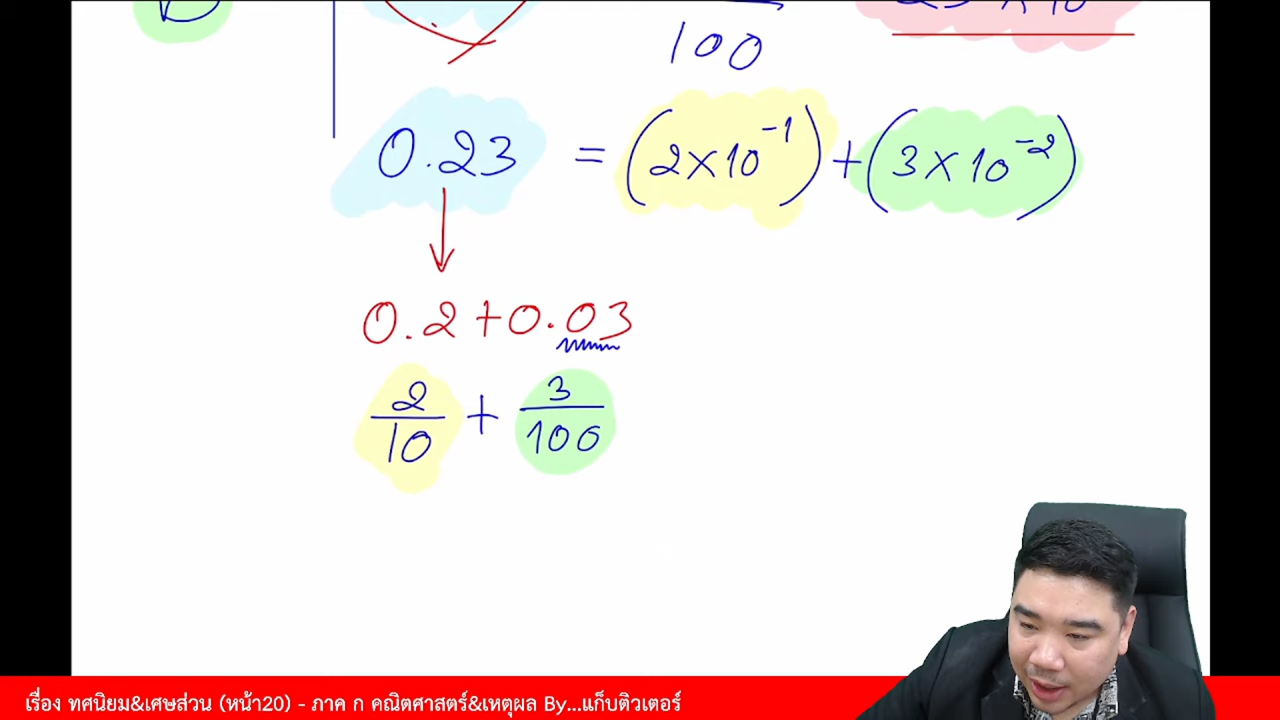 100
0.23 = (2×10⁻¹)+(3×10⁻²)
0.2+0.03
2/10 + 3/100
เรื่อง ทศนิยม&เศษส่วน (หน้า20) - ภาค ก คณิตศาสตร์&เหตุผล By...แก็บติวเตอร์